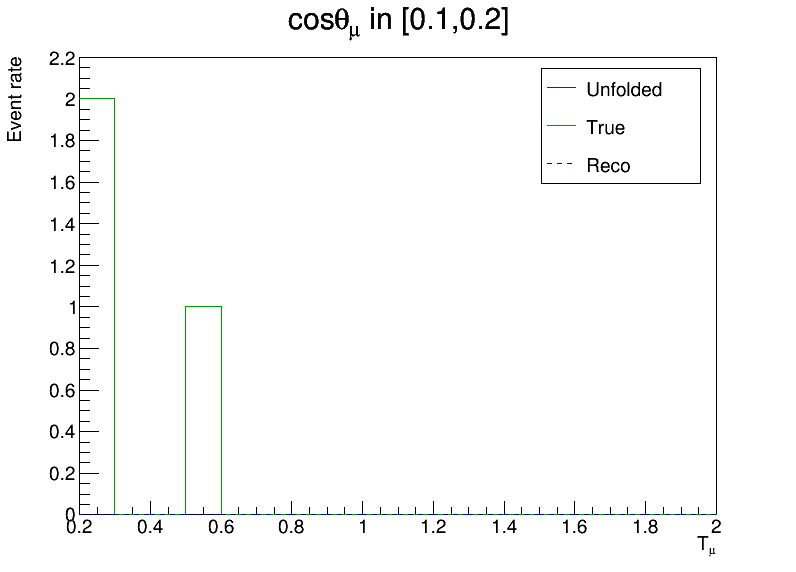 cosθμ in [0.1,0.2]
Event rate
2.2
2
1.8
1.6
1.4
1.2
1
0.8
0.6
0.4
0.2
0
Unfolded
True
Reco
0.2 0.4 0.6 0.8 1 1.2 1.4 1.6 1.8 2
Tμ